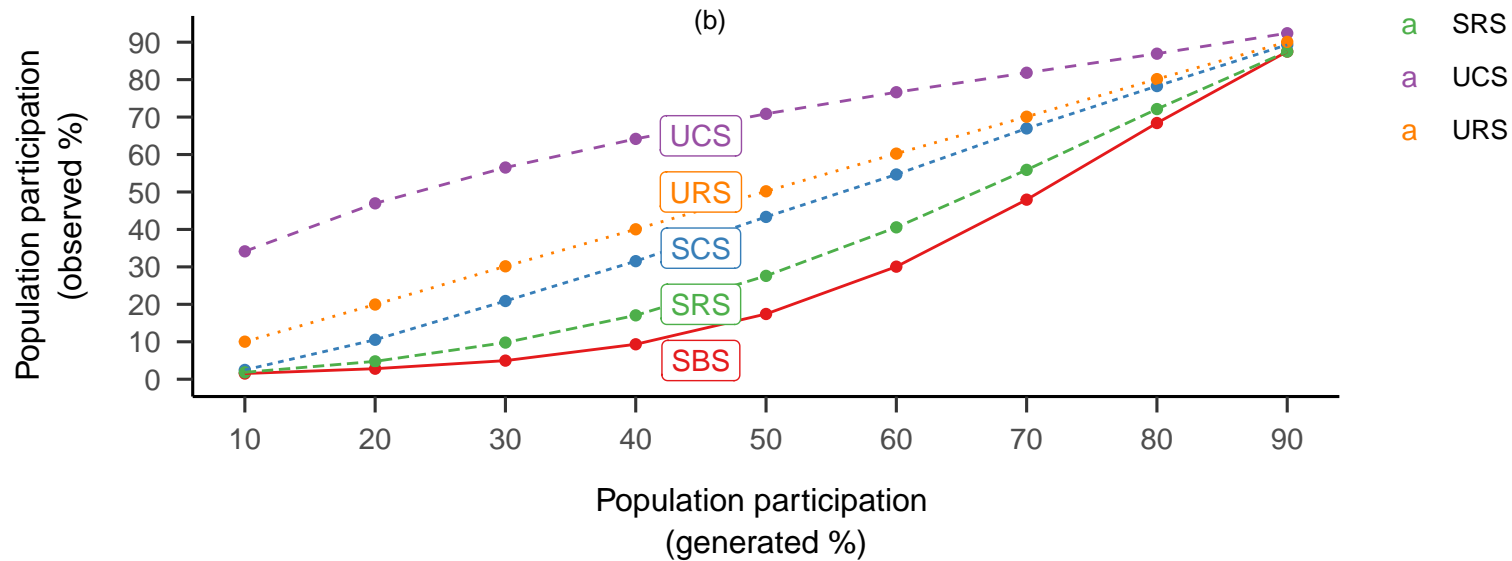 (b)
Population participation
(observed %)
90
80
70
60
50
40
30
20
10
0
UCS
URS
SCS
SRS
SBS
10 20 30 40 50 60 70 80 90
Population participation
(generated %)
a SRS
a UCS
a URS